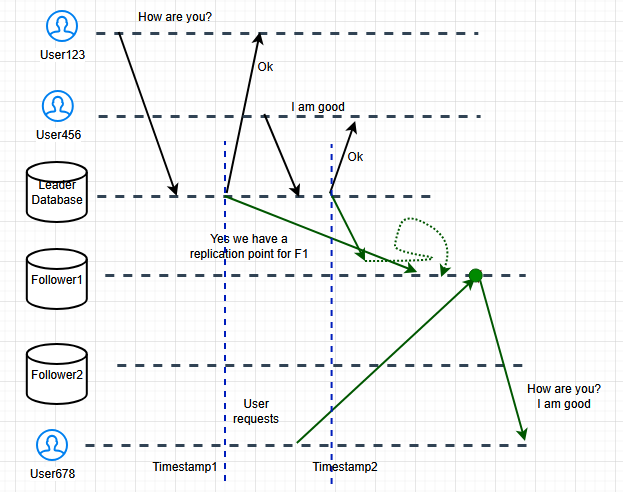 How are you?
User123
Ok
I am good
User456
Ok
Leader
Database
Yes we have a
replication point for F1
Follower1
Follower2
How are you?
I am good
User
requests
User678
Timestamp1
Timestamp2